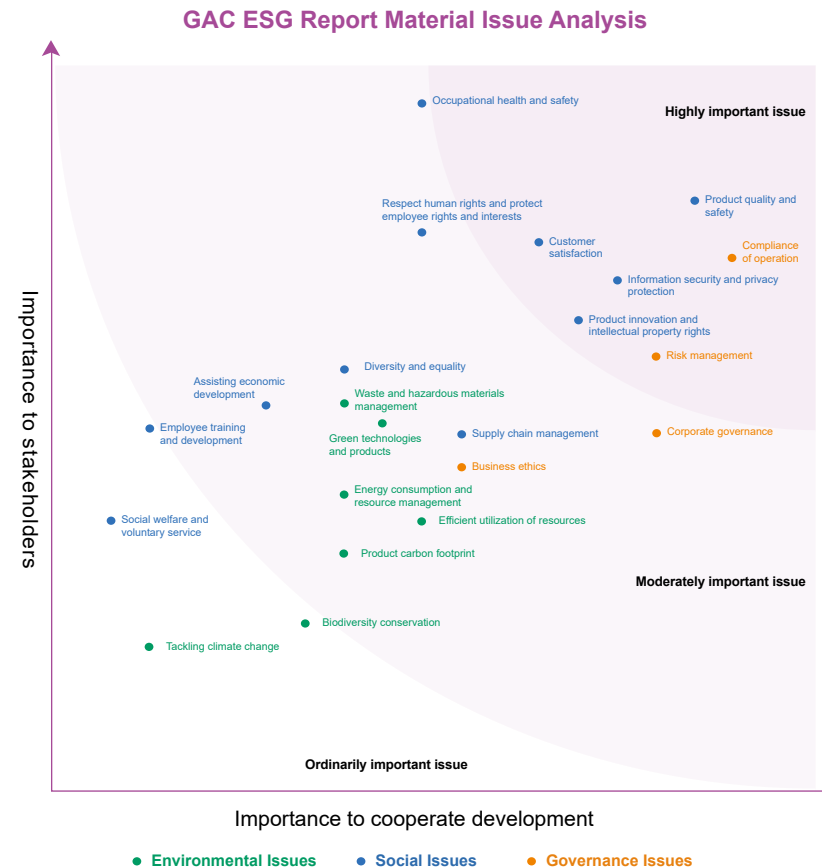 GAC ESG Report Material Issue Analysis
Occupational health and safety
Highly important issue
Respect human rights and protect
employee rights and interests
Product quality and
safety
Customer
satisfaction
Compliance
of operation
Information security and privacy
protection
Product innovation and
intellectual property rights
Risk management
Diversity and equality
Assisting economic
development
Waste and hazardous materials
management
Employee training
and development
Green technologies
and products
Supply chain management
Corporate governance
Business ethics
Energy consumption and
resource management
Social welfare and
voluntary service
Efficient utilization of resources
Product carbon footprint
Moderately important issue
Biodiversity conservation
Tackling climate change
Ordinarily important issue
Importance to stakeholders
Importance to cooperate development
Environmental Issues
Social Issues
Governance Issues